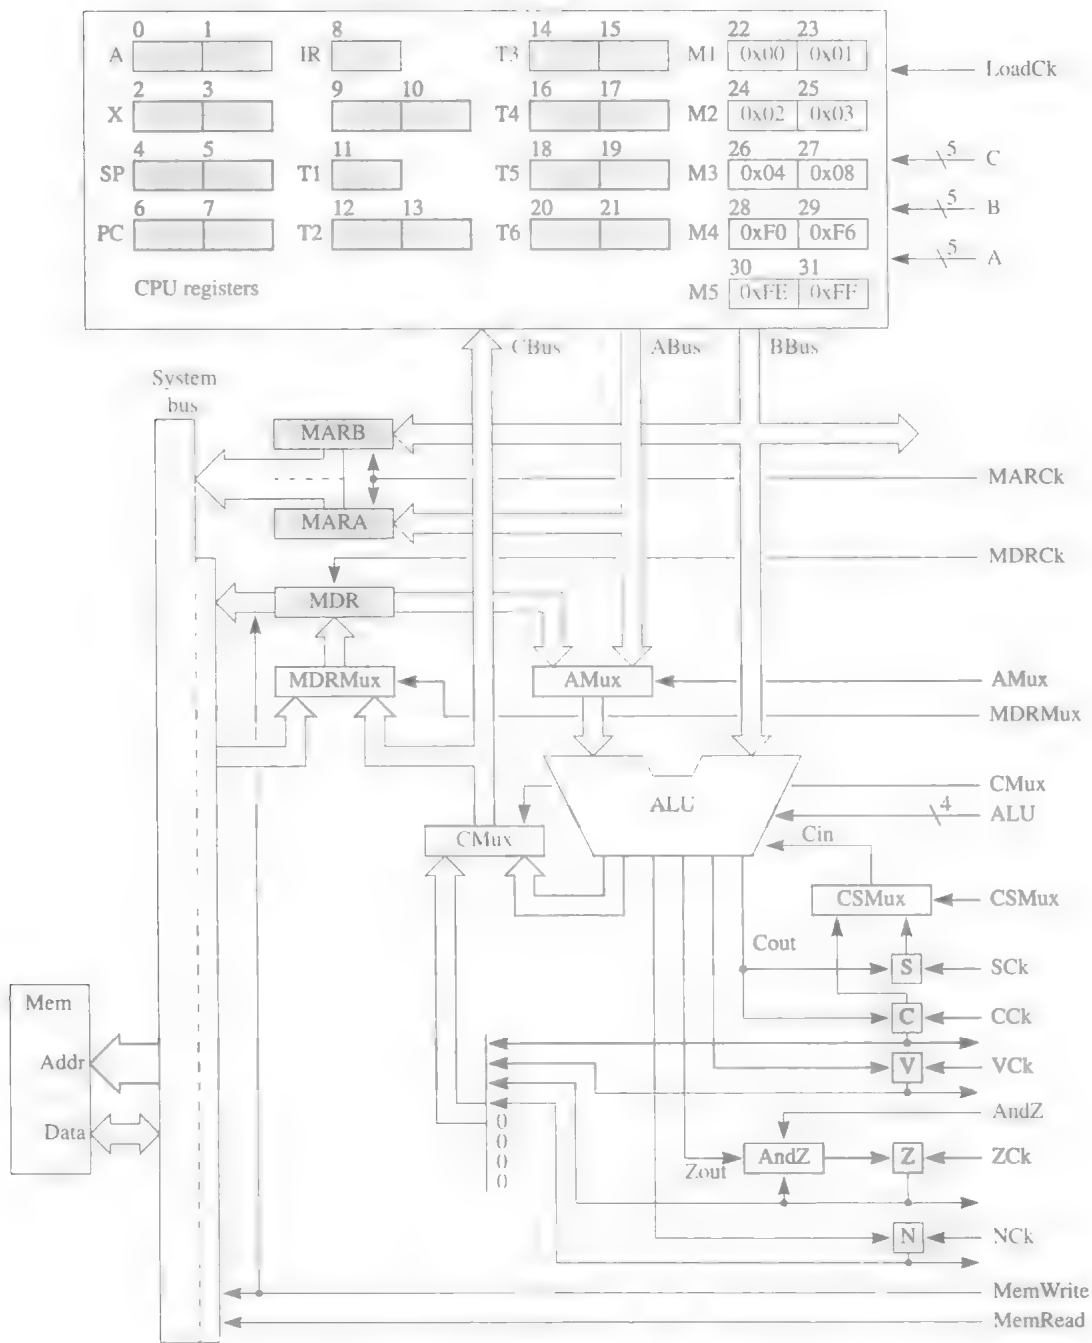 0 1 8 14 15 22 23
A IR T3 M1 0x00 0x01 LoadCk
2 3 9 10 16 17 24 25
X T4 M2 0x02 0x03
4 5 11 18 19 26 27 5 C
SP T1 T5 M3 0x04 0x08
6 7 12 13 20 21 28 29 5 B
PC T2 T6 M4 0xF0 0xF6
30 31 5 A
CPU registers M5 0xFE 0xFF
CBus ABus BBus
System
bus
MARB
MARCk
MARA
MDRCk
MDR
MDRMux AMux AMux
MDRMux
CMux
ALU 4 ALU
CMux Cin
CSMux CSMux
Cout
S SCk
Mem
C CCk
Addr V VCk
AndZ
Data 0
0
0 Zout AndZ Z ZCk
0
N NCk
MemWrite
MemRead